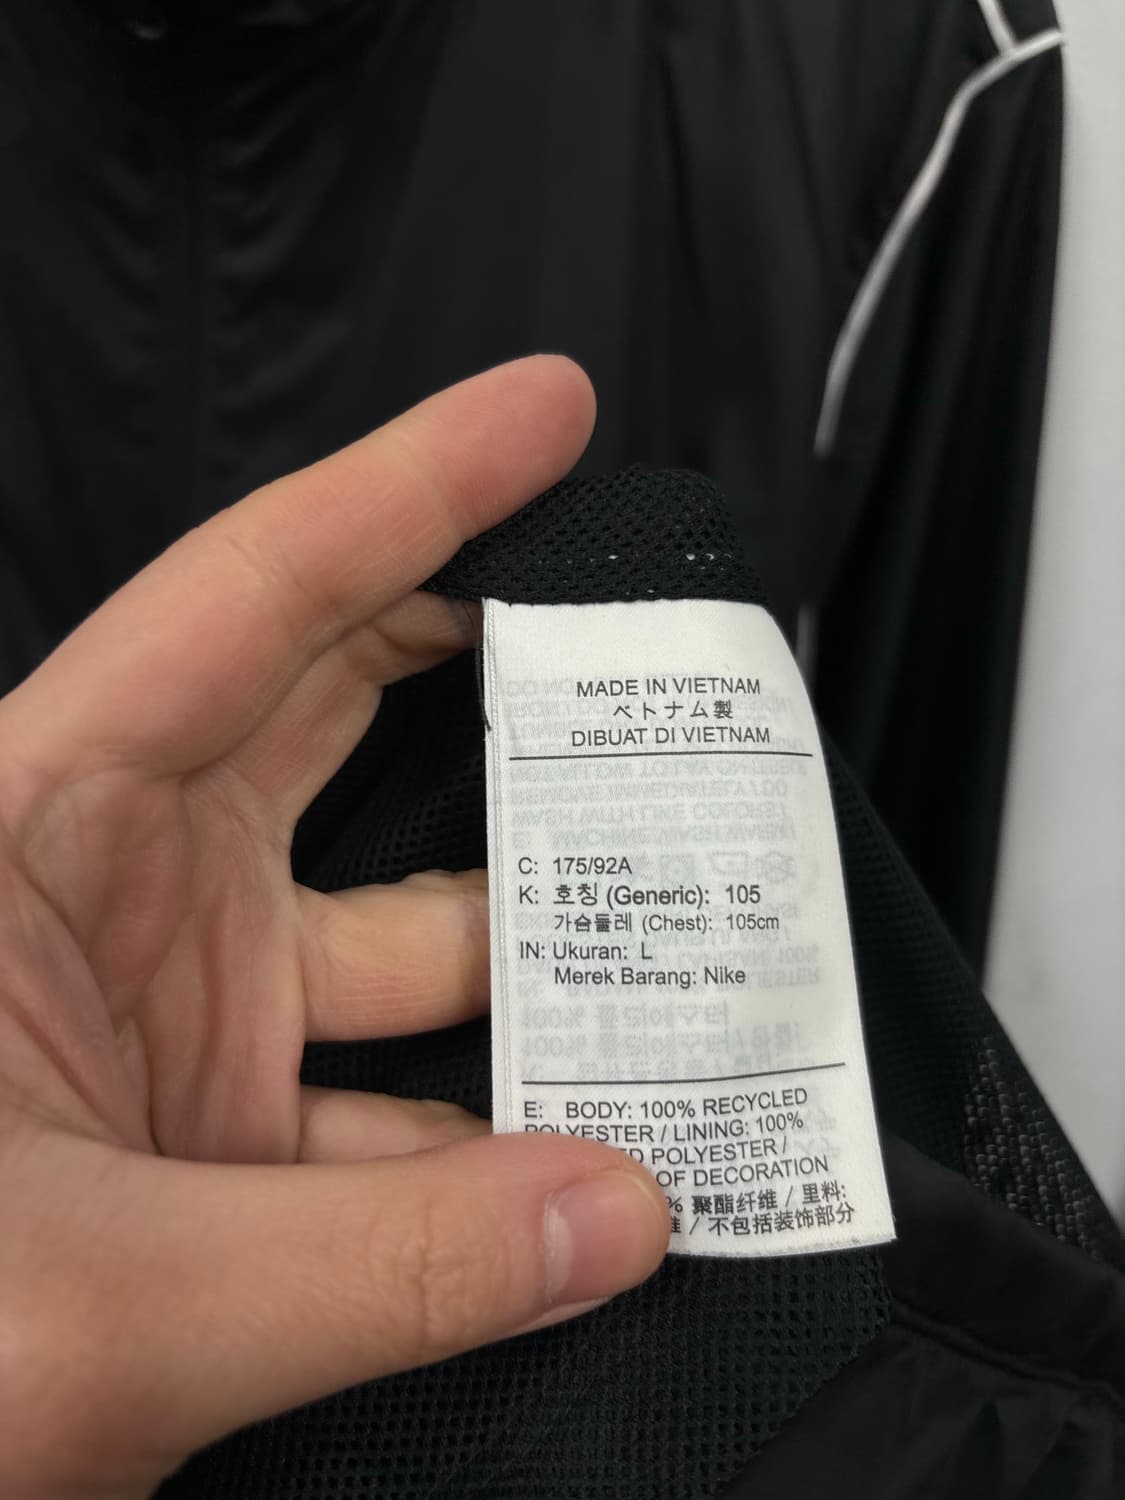 MADE IN VIETNAM
ベトナム製
DIBUAT DI VIETNAM
C: 175/92A
K: 호칭 (Generic): 105
가슴둘레 (Chest): 105cm
IN: Ukuran: L
Merek Barang: Nike
E: BODY: 100% RECYCLED
POLYESTER / LINING: 100%
POLYESTER /
OF DECORATION
% 聚酯纤维 / 里料:
/ 不包括装饰部分